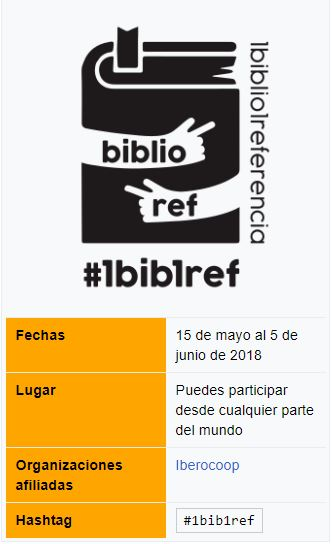 biblio
ref
1biblio1referencia
#1bib1ref
Fechas
15 de mayo al 5 de
junio de 2018
Lugar
Puedes participar
desde cualquier parte
del mundo
Organizaciones
afiliadas
Iberocoop
Hashtag
#1bib1ref